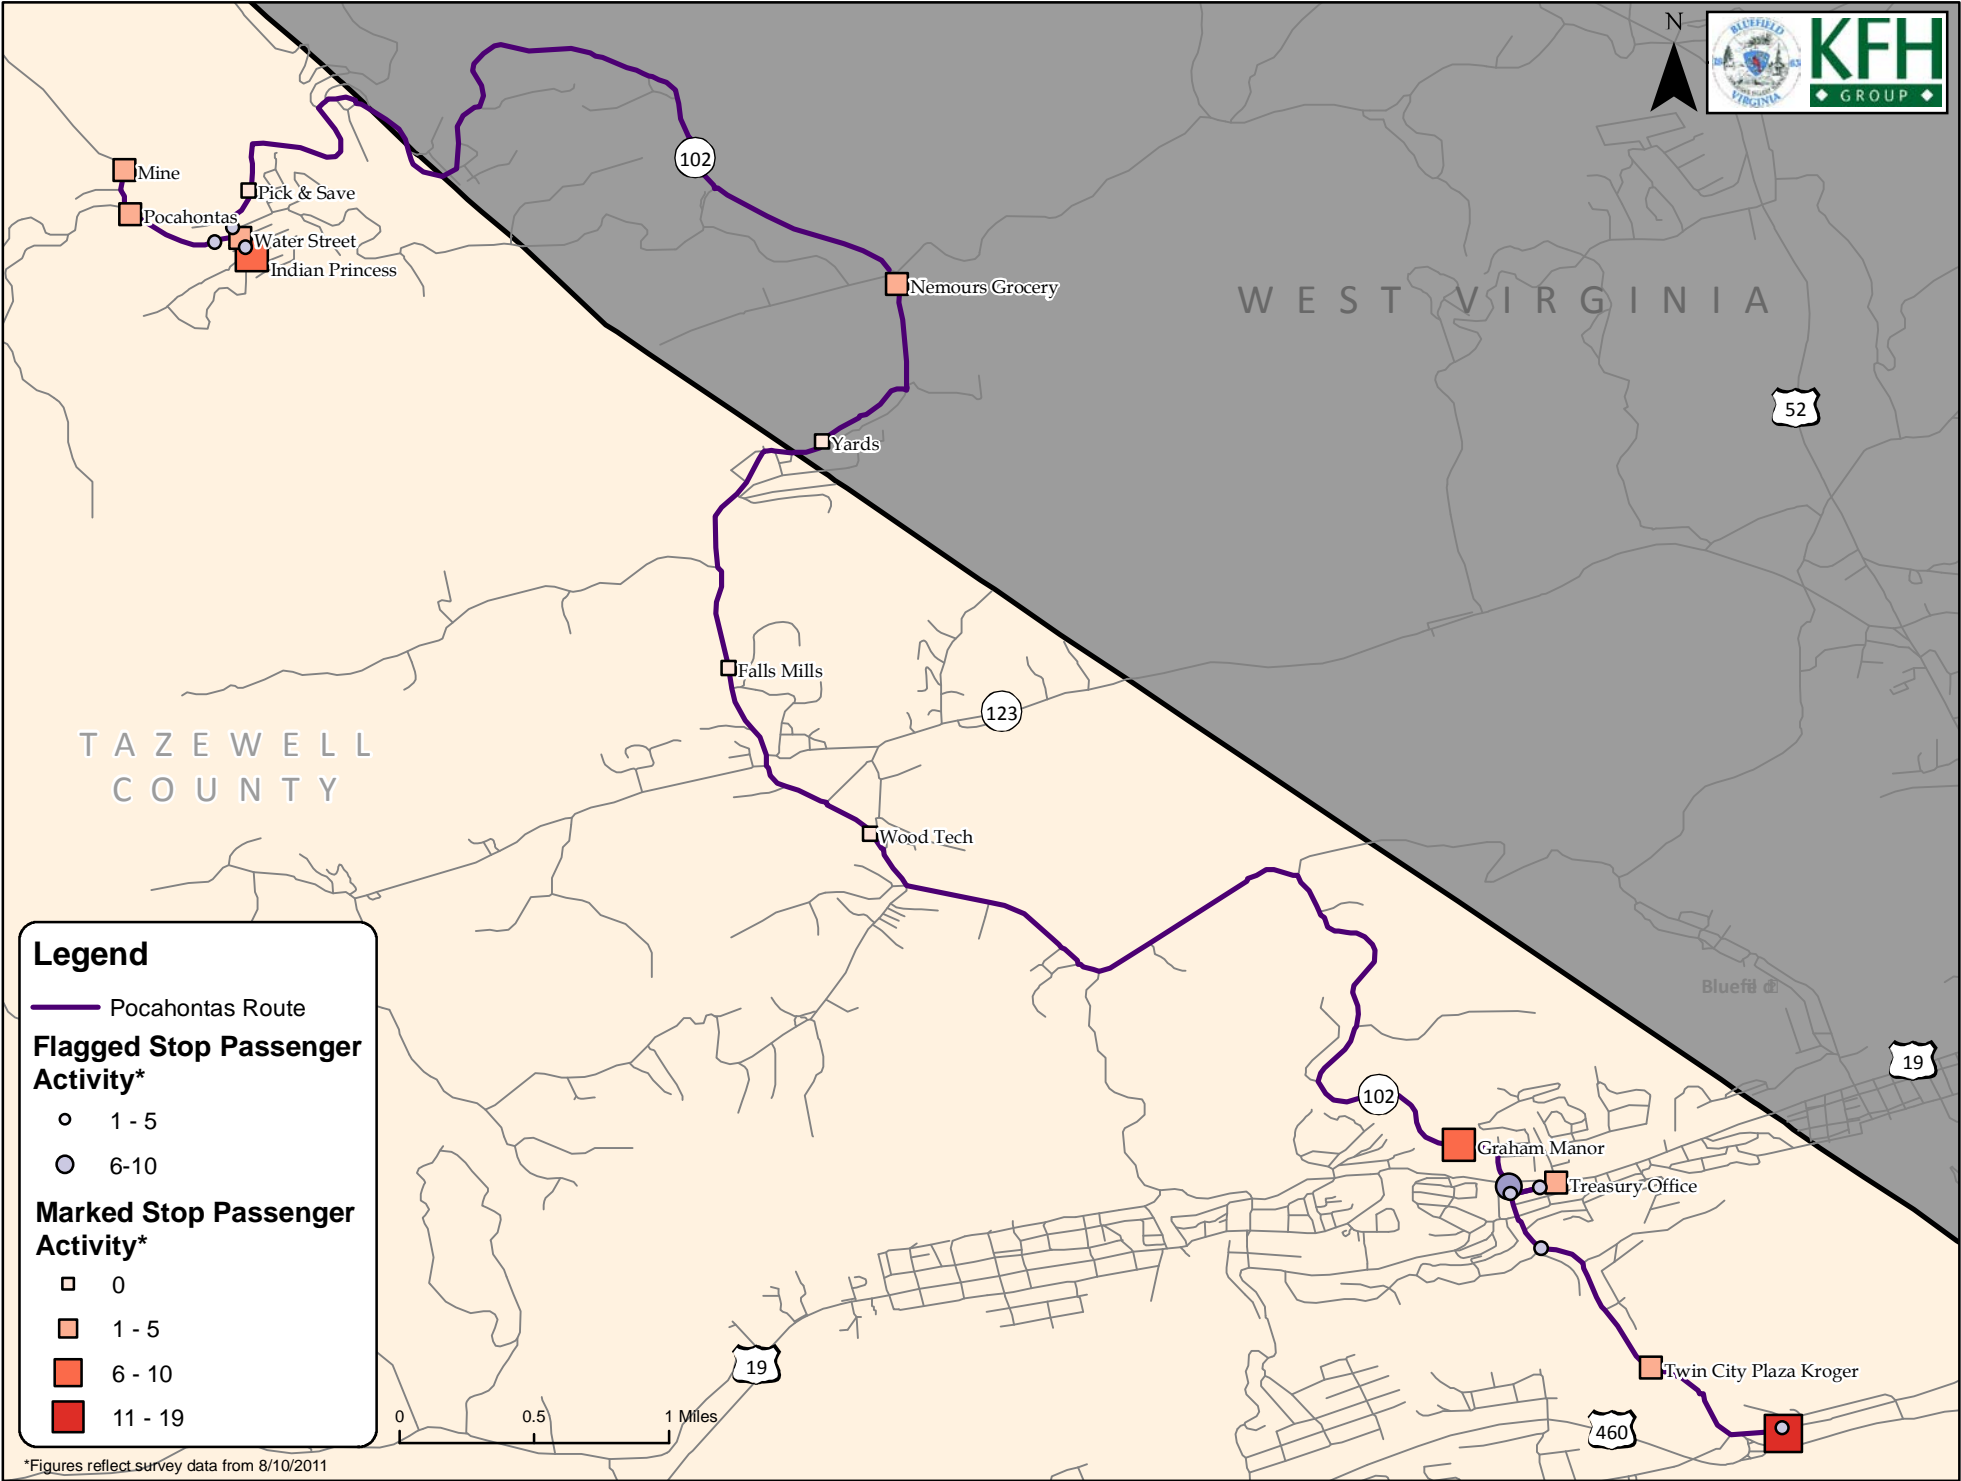 N
BLUEFIELD
VIRGINIA
KFH
GROUP
102
Mine
Pick & Save
Pocahontas
Water Street
Indian Princess
Nemours Grocery
WEST VIRGINIA
52
Yards
Falls Mills
123
TAZEWELL
COUNTY
Wood Tech
19
102
Graham Manor
Treasury Office
Twin City Plaza Kroger
19
460
Legend
Pocahontas Route
Flagged Stop Passenger
Activity*
1 - 5
6-10
Marked Stop Passenger
Activity*
0
1 - 5
6 - 10
11 - 19
0 0.5 1 Miles
*Figures reflect survey data from 8/10/2011